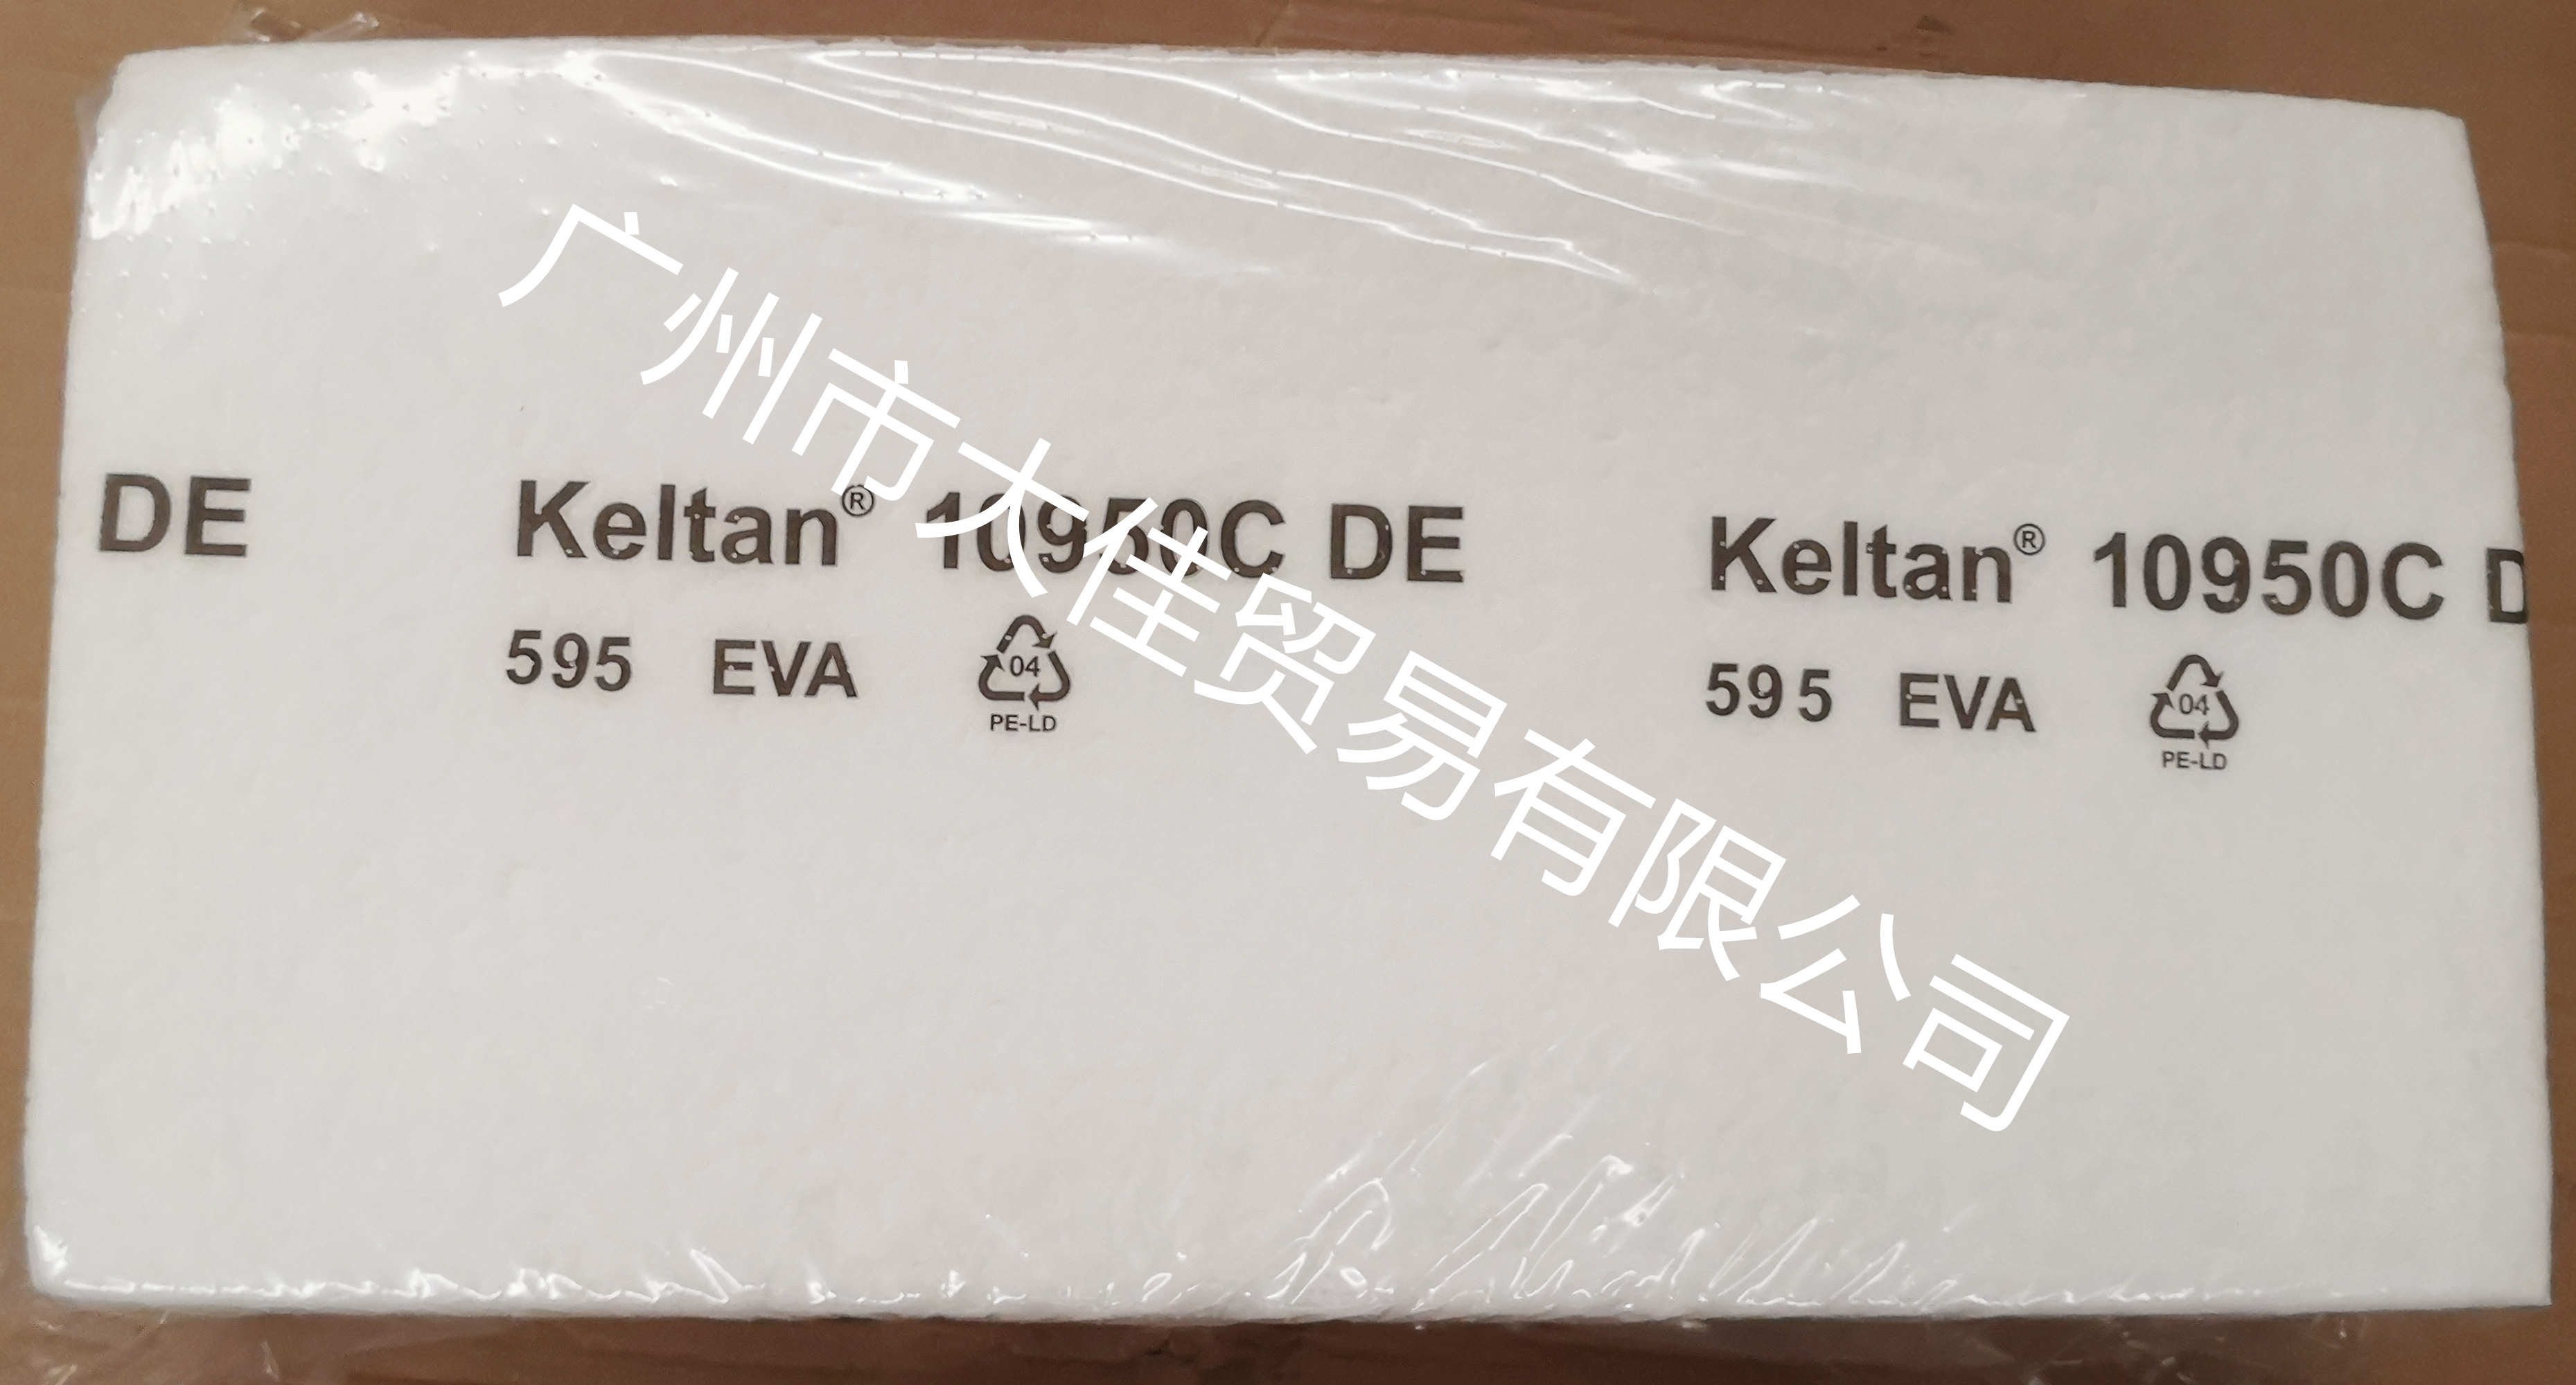 DE
Keltan® 10950C DE
595 EVA
04
PE-LD
Keltan® 10950C D
595 EVA
04
PE-LD
广州市大佳贸易有限公司